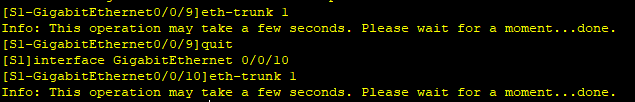 [S1-GigabitEthernet0/0/9]eth-trunk 1
Info: This operation may take a few seconds. Please wait for a moment...done.
[S1-GigabitEthernet0/0/9]quit
[S1]interface GigabitEthernet 0/0/10
[S1-GigabitEthernet0/0/10]eth-trunk 1
Info: This operation may take a few seconds. Please wait for a moment...done.